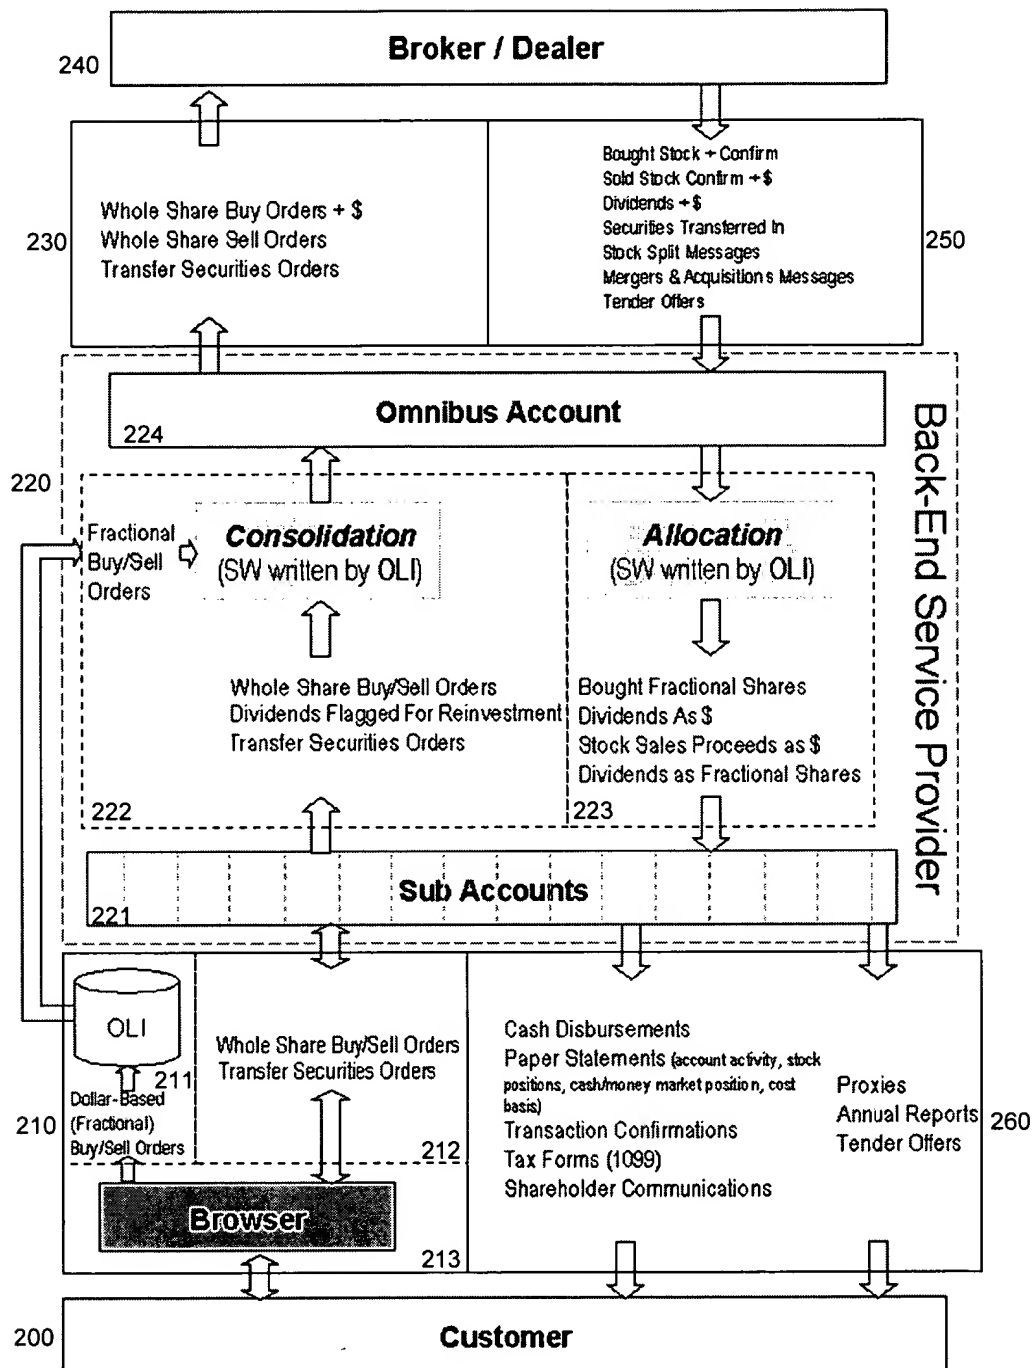 Broker / Dealer
240
Whole Share Buy Orders + $
Whole Share Sell Orders
Transfer Securities Orders
230
Bought Stock + Confirm
Sold Stock Confirm + $
Dividends + $
Securities Transferred In
Stock Split Messages
Mergers & Acquisitions Messages
Tender Offers
250
Omnibus Account
224
Back-End Service Provider
220
Fractional
Buy/Sell
Orders
Consolidation
(SW written by OLI)
Allocation
(SW written by OLI)
Whole Share Buy/Sell Orders
Dividends Flagged For Reinvestment
Transfer Securities Orders
222
Bought Fractional Shares
Dividends As $
Stock Sales Proceeds as $
Dividends as Fractional Shares
223
Sub Accounts
221
OLI
211
Dollar-Based
(Fractional)
Buy/Sell Orders
210
Whole Share Buy/Sell Orders
Transfer Securities Orders
212
Browser
213
Cash Disbursements
Paper Statements (account activity, stock
positions, cash/money market position, cost
basis)
Transaction Confirmations
Tax Forms (1099)
Shareholder Communications
Proxies
Annual Reports
Tender Offers
260
200
Customer